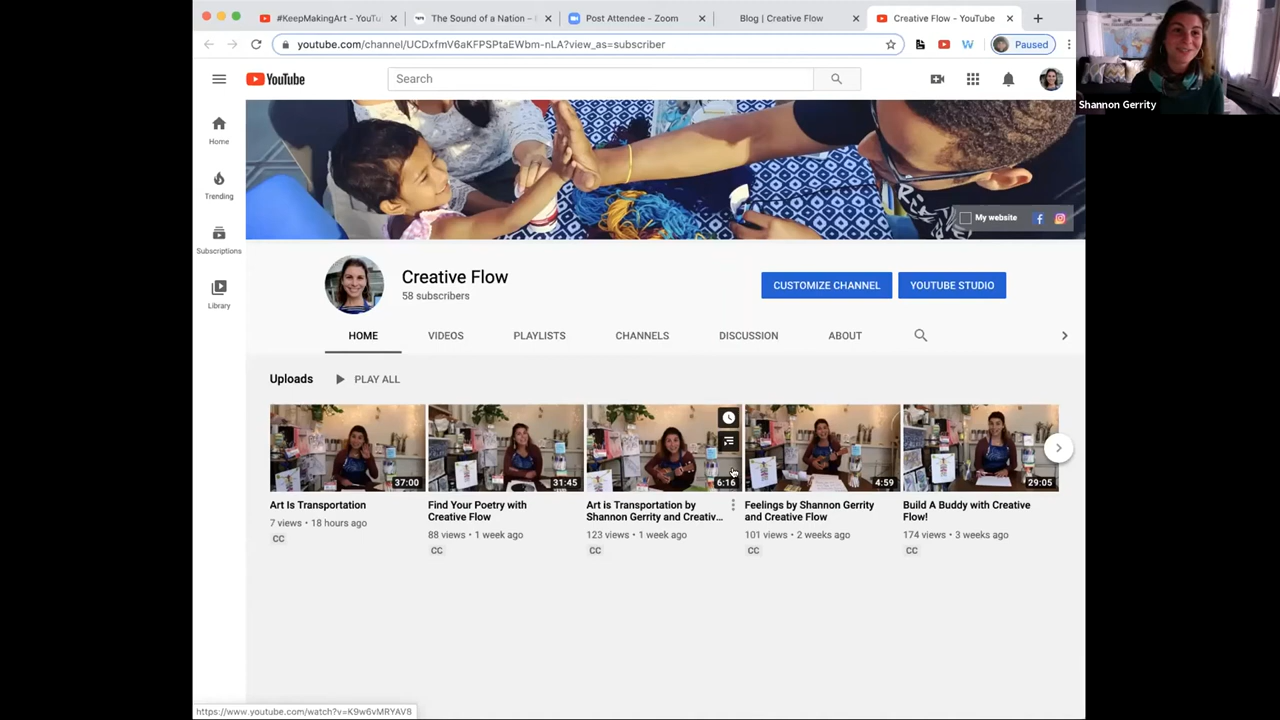 #KeepMakingArt - YouTu
The Sound of a Nation –
Post Attendee - Zoom
Blog | Creative Flow
Creative Flow - YouTube
youtube.com/channel/UCDxfmV6aKFPSPtaEWbm-nLA?view_as=subscriber
Paused
YouTube
Search
Shannon Gerrity
Home
Trending
Subscriptions
Library
My website
Creative Flow
58 subscribers
CUSTOMIZE CHANNEL
YOUTUBE STUDIO
HOME
VIDEOS
PLAYLISTS
CHANNELS
DISCUSSION
ABOUT
Uploads
PLAY ALL
37:00
31:45
6:16
4:59
29:05
Art Is Transportation
7 views • 18 hours ago
CC
Find Your Poetry with
Creative Flow
88 views • 1 week ago
CC
Art is Transportation by
Shannon Gerrity and Creativ...
123 views • 1 week ago
CC
Feelings by Shannon Gerrity
and Creative Flow
101 views • 2 weeks ago
CC
Build A Buddy with Creative
Flow!
174 views • 3 weeks ago
CC
https://www.youtube.com/watch?v=K9w6vMRYAV8